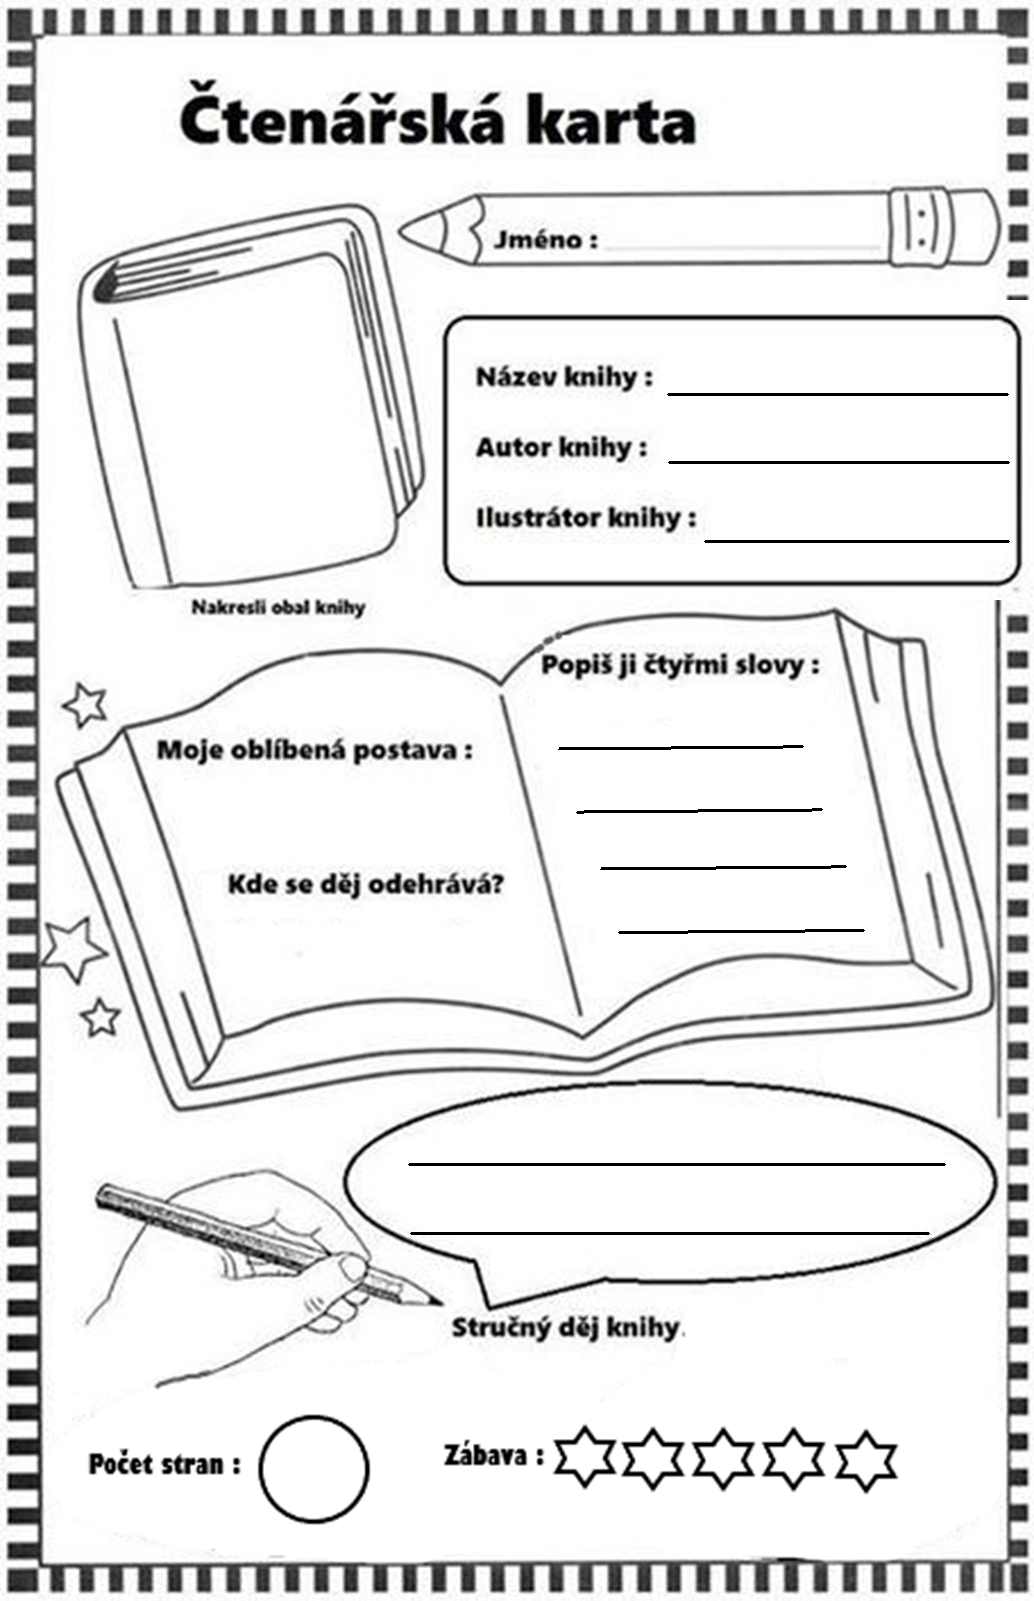 Čtenářská karta
Jméno :
Název knihy :
Autor knihy :
Ilustrátor knihy :
Nakresli obal knihy
Popiš ji čtyřmi slovy :
Moje oblíbená postava :
Kde se děj odehrává?
Stručný děj knihy.
Počet stran :
Zábava :